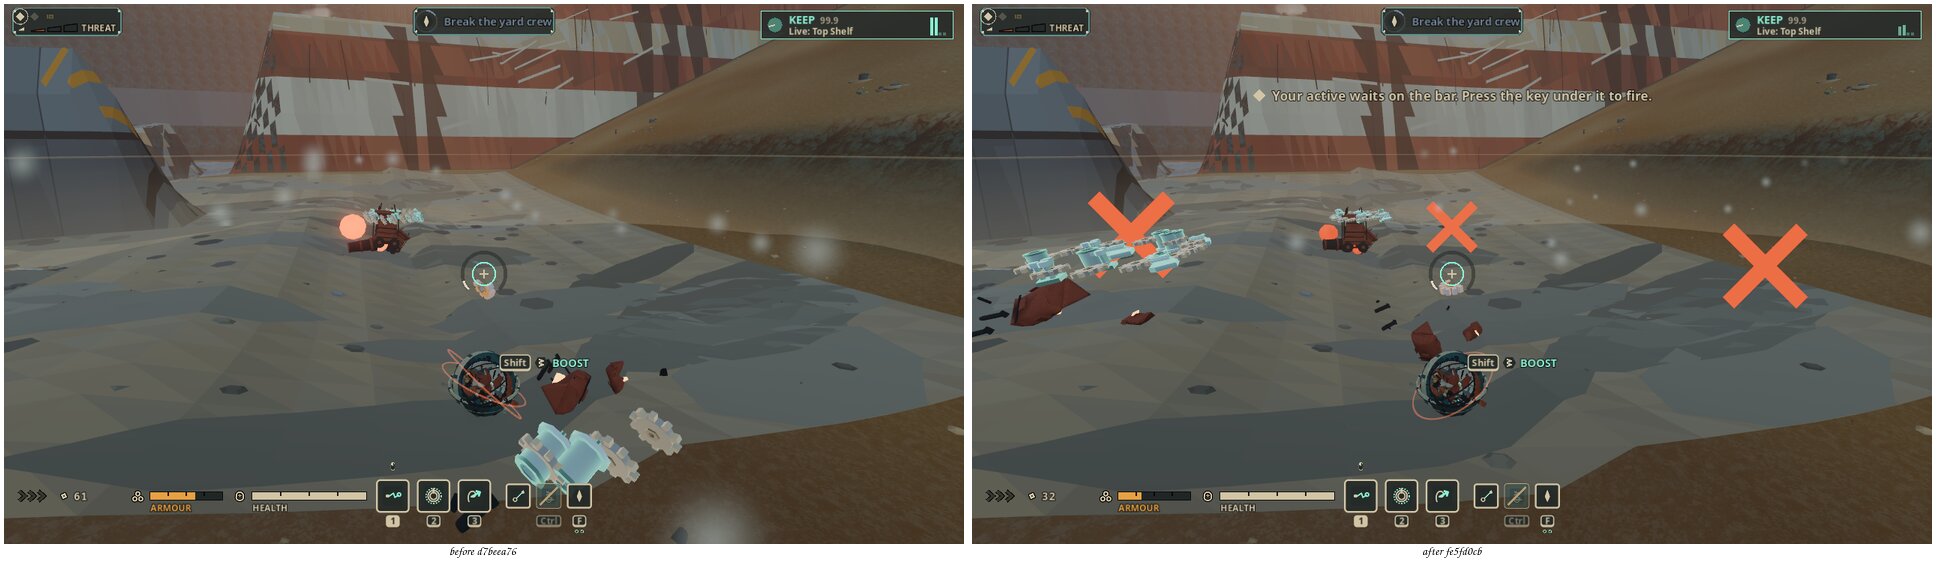 THREAT
Break the yard crew
KEEP 99.9
Live: Top Shelf
Shift
BOOST
61
ARMOUR
HEALTH
1
2
3
Ctrl
F
before d7beea76
THREAT
Break the yard crew
KEEP 99.9
Live: Top Shelf
Your active waits on the bar. Press the key under it to fire.
Shift
BOOST
32
ARMOUR
HEALTH
1
2
3
Ctrl
F
after fe5fd0cb